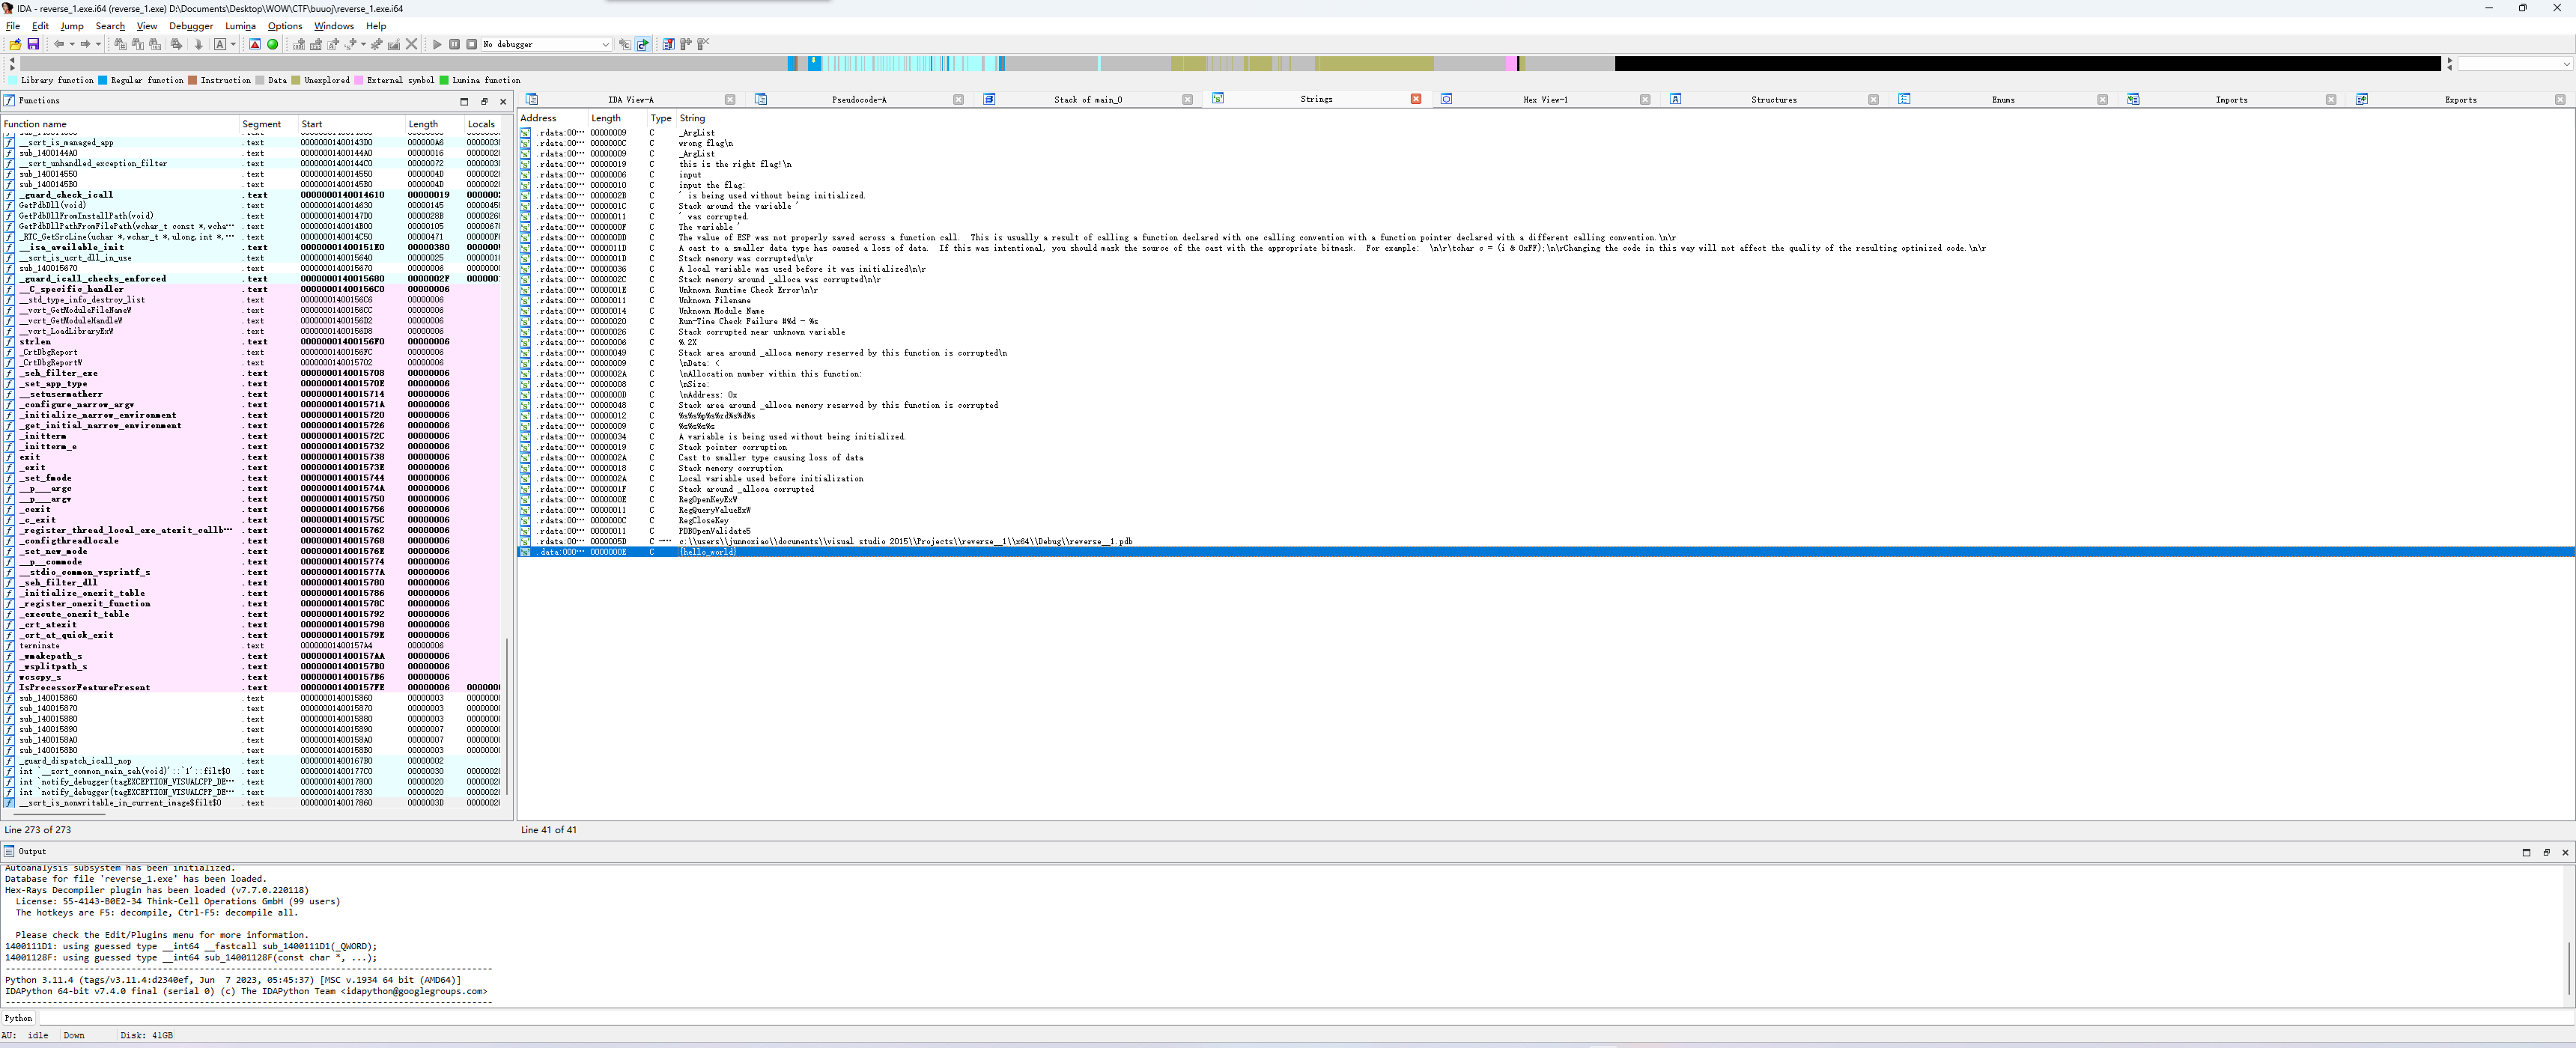 IDA - reverse_1.exe.i64 (reverse_1.exe) D:\Documents\Desktop\WOW\CTF\buuoj\reverse_1.exe.i64
File Edit Jump Search View Debugger Lumina Options Windows Help
No debugger
Library function Regular function Instruction Data Unexplored External symbol Lumina function
Functions
Function name Segment Start Length Locals
__scrt_is_managed_app .text 00000001400143D0 000000A6
sub_1400144A0 .text 00000001400144A0 00000016
__scrt_unhandled_exception_filter .text 00000001400144C0 00000072
sub_140014550 .text 0000000140014550 0000004D
sub_1400145B0 .text 00000001400145B0 0000004D
_guard_check_icall .text 0000000140014610 00000019
GetPdbDll(void) .text 0000000140014630 00000145
GetPdbDllFromInstallPath(void) .text 00000001400147D0 0000028B
GetPdbDllPathFromFilePath(wchar_t const *,wcha··· .text 0000000140014B00 00000105
_RTC_GetSrcLine(uchar *,wchar_t *,ulong,int *,··· .text 0000000140014C50 00000471
__isa_available_init .text 00000001400151E0 00000380
__scrt_is_ucrt_dll_in_use .text 0000000140015640 00000025
sub_140015670 .text 0000000140015670 00000006
_guard_icall_checks_enforced .text 0000000140015680 0000002F
__C_specific_handler .text 00000001400156C0 00000006
__std_type_info_destroy_list .text 00000001400156C6 00000006
__vcrt_GetModuleFileNameW .text 00000001400156CC 00000006
__vcrt_GetModuleHandleW .text 00000001400156D2 00000006
__vcrt_LoadLibraryExW .text 00000001400156D8 00000006
strlen .text 00000001400156F0 00000006
_CrtDbgReport .text 00000001400156FC 00000006
_CrtDbgReportW .text 0000000140015702 00000006
_seh_filter_exe .text 0000000140015708 00000006
_set_app_type .text 000000014001570E 00000006
__setusermatherr .text 0000000140015714 00000006
_configure_narrow_argv .text 000000014001571A 00000006
_initialize_narrow_environment .text 0000000140015720 00000006
_get_initial_narrow_environment .text 0000000140015726 00000006
_initterm .text 000000014001572C 00000006
_initterm_e .text 0000000140015732 00000006
exit .text 0000000140015738 00000006
_exit .text 000000014001573E 00000006
_set_fmode .text 0000000140015744 00000006
__p___argc .text 000000014001574A 00000006
__p___argv .text 0000000140015750 00000006
_cexit .text 0000000140015756 00000006
_c_exit .text 000000014001575C 00000006
_register_thread_local_exe_atexit_callb··· .text 0000000140015762 00000006
_configthreadlocale .text 0000000140015768 00000006
_set_new_mode .text 000000014001576E 00000006
__p__commode .text 0000000140015774 00000006
__stdio_common_vsprintf_s .text 000000014001577A 00000006
_seh_filter_dll .text 0000000140015780 00000006
_initialize_onexit_table .text 0000000140015786 00000006
_register_onexit_function .text 000000014001578C 00000006
_execute_onexit_table .text 0000000140015792 00000006
_crt_atexit .text 0000000140015798 00000006
_crt_at_quick_exit .text 000000014001579E 00000006
terminate .text 00000001400157A4 00000006
_wmakepath_s .text 00000001400157AA 00000006
_wsplitpath_s .text 00000001400157B0 00000006
wcscpy_s .text 00000001400157B6 00000006
IsProcessorFeaturePresent .text 00000001400157FE 00000006
sub_140015860 .text 0000000140015860 00000003
sub_140015870 .text 0000000140015870 00000003
sub_140015880 .text 0000000140015880 00000003
sub_140015890 .text 0000000140015890 00000007
sub_1400158A0 .text 00000001400158A0 00000007
sub_1400158B0 .text 00000001400158B0 00000003
_guard_dispatch_icall_nop .text 00000001400167B0 00000002
int `__scrt_common_main_seh(void)'::`1'::filt$0 .text 00000001400177C0 00000030
int `notify_debugger(tagEXCEPTION_VISUALCPP_DE··· .text 0000000140017800 00000020
int `notify_debugger(tagEXCEPTION_VISUALCPP_DE··· .text 0000000140017830 00000020
__scrt_is_nonwritable_in_current_image$filt$0 .text 0000000140017860 0000003D
Line 273 of 273
IDA View-A Pseudocode-A Stack of main_0 Strings Hex View-1 Structures Enums Imports Exports
Address Length Type String
.rdata:00··· 00000009 C _ArgList
.rdata:00··· 0000000C C wrong flag\n
.rdata:00··· 00000009 C _ArgList
.rdata:00··· 00000019 C this is the right flag!\n
.rdata:00··· 00000006 C input
.rdata:00··· 00000010 C input the flag:
.rdata:00··· 0000002B C ' is being used without being initialized.
.rdata:00··· 0000001C C Stack around the variable '
.rdata:00··· 00000011 C ' was corrupted.
.rdata:00··· 0000000F C The variable '
.rdata:00··· 000000DD C The value of ESP was not properly saved across a function call.  This is usually a result of calling a function declared with one calling convention with a function pointer declared with a different calling convention.\n\r
.rdata:00··· 0000011D C A cast to a smaller data type has caused a loss of data.  If this was intentional, you should mask the source of the cast with the appropriate bitmask.  For example:  \n\r\tchar c = (i & 0xFF);\n\rChanging the code in this way will not affect the quality of the resulting optimized code.\n\r
.rdata:00··· 0000001D C Stack memory was corrupted\n\r
.rdata:00··· 00000036 C A local variable was used before it was initialized\n\r
.rdata:00··· 0000002C C Stack memory around _alloca was corrupted\n\r
.rdata:00··· 0000001E C Unknown Runtime Check Error\n\r
.rdata:00··· 00000011 C Unknown Filename
.rdata:00··· 00000014 C Unknown Module Name
.rdata:00··· 00000020 C Run-Time Check Failure #%d - %s
.rdata:00··· 00000026 C Stack corrupted near unknown variable
.rdata:00··· 00000006 C %.2X
.rdata:00··· 00000049 C Stack area around _alloca memory reserved by this function is corrupted\n
.rdata:00··· 00000009 C \nData: <
.rdata:00··· 0000002A C \nAllocation number within this function:
.rdata:00··· 00000008 C \nSize:
.rdata:00··· 0000000D C \nAddress: 0x
.rdata:00··· 00000048 C Stack area around _alloca memory reserved by this function is corrupted
.rdata:00··· 00000012 C %s%s%p%s%zd%s%d%s
.rdata:00··· 00000009 C %s%s%s%s
.rdata:00··· 00000034 C A variable is being used without being initialized.
.rdata:00··· 00000019 C Stack pointer corruption
.rdata:00··· 0000002A C Cast to smaller type causing loss of data
.rdata:00··· 00000018 C Stack memory corruption
.rdata:00··· 0000002A C Local variable used before initialization
.rdata:00··· 0000001F C Stack around _alloca corrupted
.rdata:00··· 0000000E C RegOpenKeyExW
.rdata:00··· 00000011 C RegQueryValueExW
.rdata:00··· 0000000C C RegCloseKey
.rdata:00··· 00000011 C PDBOpenValidate5
.rdata:00··· 0000005D C c:\\users\\junmoxiao\\documents\\visual studio 2015\\Projects\\reverse__1\\x64\\Debug\\reverse__1.pdb
.data:000··· 0000000E C {hello_world}
Line 41 of 41
Output
Autoanalysis subsystem has been initialized.
Database for file 'reverse_1.exe' has been loaded.
Hex-Rays Decompiler plugin has been loaded (v7.7.0.220118)
License: 55-4143-B0E2-34 Think-Cell Operations GmbH (99 users)
The hotkeys are F5: decompile, Ctrl-F5: decompile all.
Please check the Edit/Plugins menu for more information.
1400111D1: using guessed type __int64 __fastcall sub_1400111D1(_QWORD);
14001128F: using guessed type __int64 sub_14001128F(const char *, ...);
Python 3.11.4 (tags/v3.11.4:d2340ef, Jun  7 2023, 05:45:37) [MSC v.1934 64 bit (AMD64)]
IDAPython 64-bit v7.4.0 final (serial 0) (c) The IDAPython Team <idapython@googlegroups.com>
Python
AU: idle Down Disk: 41GB